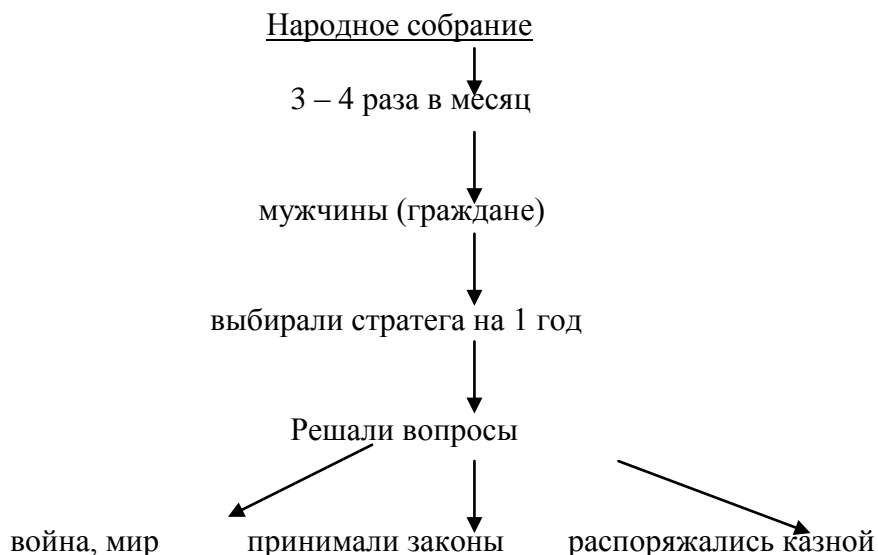 Народное собрание
3 – 4 раза в месяц
мужчины (граждане)
выбирали стратега на 1 год
Решали вопросы
война, мир принимали законы распоряжались казной